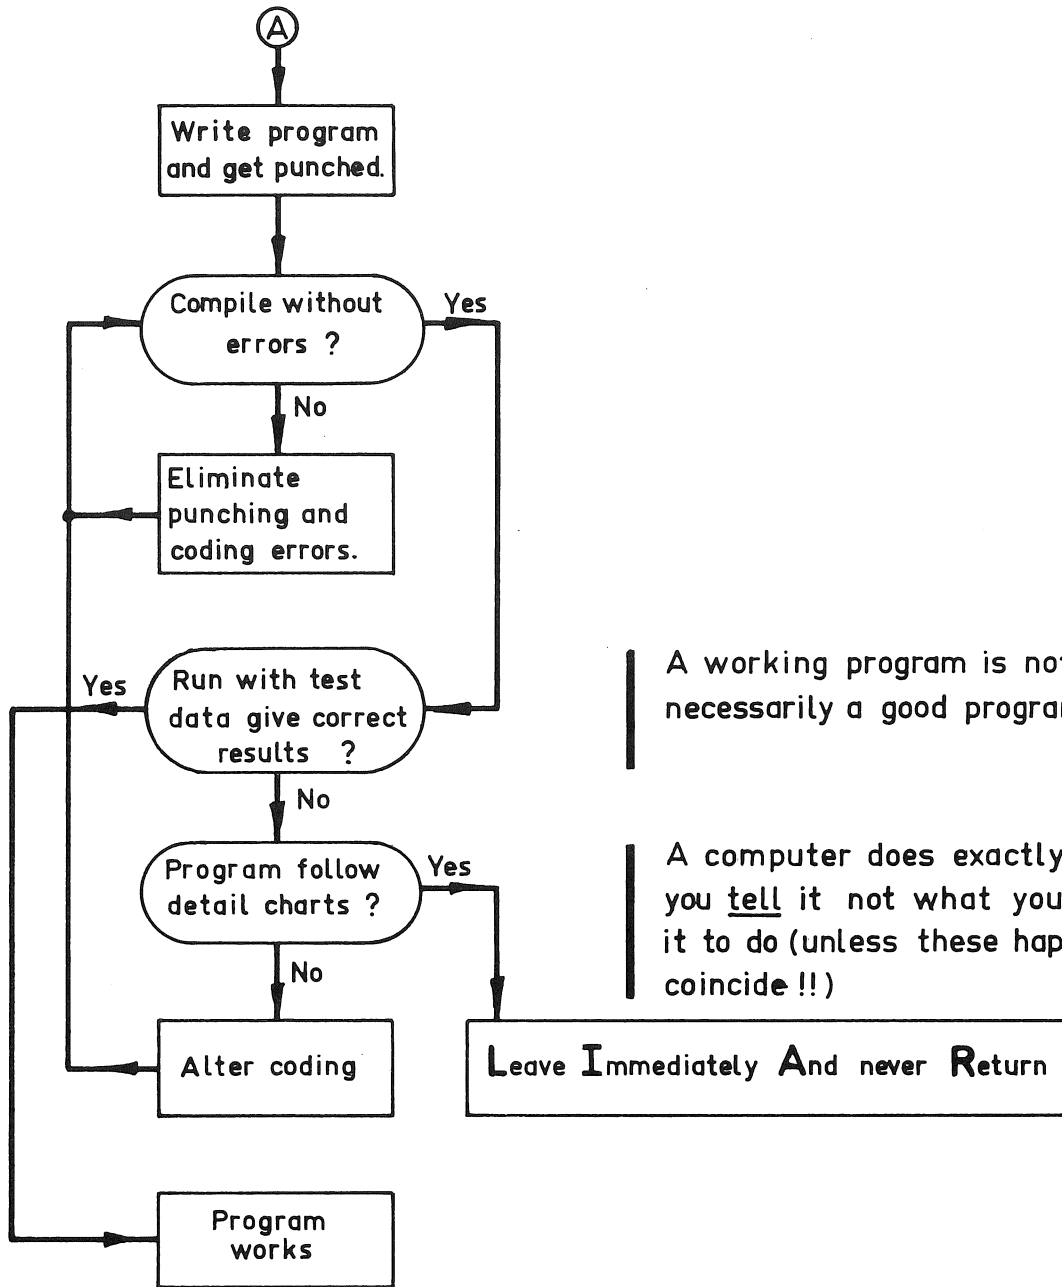 A
Write program
and get punched.
Compile without
errors ?
Yes
No
Eliminate
punching and
coding errors.
Yes
Run with test
data give correct
results ?
No
Program follow
detail charts ?
Yes
No
Alter coding
Leave Immediately And never Return
Program
works
A working program is
necessarily a good
A computer does exactly
you tell it not what you
it to do (unless these
coincide !!)